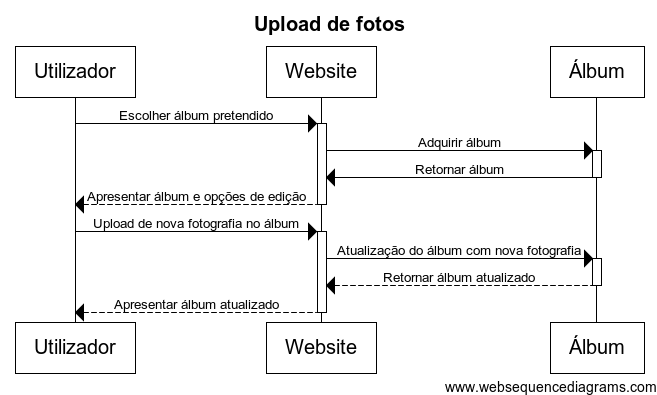 Upload de fotos
Utilizador
Website
Álbum
Escolher álbum pretendido
Adquirir álbum
Retornar álbum
Apresentar álbum e opções de edição
Upload de nova fotografia no álbum
Atualização do álbum com nova fotografia
Retornar álbum atualizado
Apresentar álbum atualizado
Utilizador
Website
Álbum
www.websequencediagrams.com